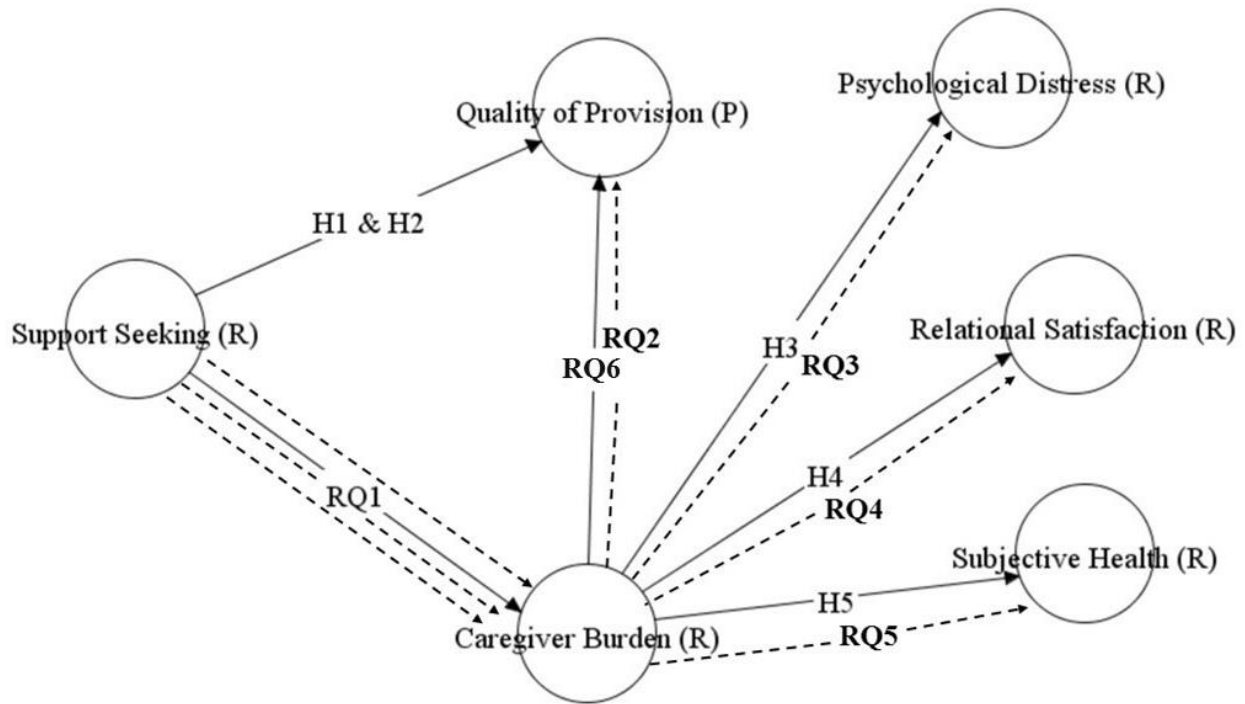 Psychological Distress (R)
Quality of Provision (P)
H1 & H2
Support Seeking (R)
Relational Satisfaction (R)
RQ2
H3
RQ3
RQ6
H4
RQ1
RQ4
Subjective Health (R)
H5
Caregiver Burden (R)
RQ5